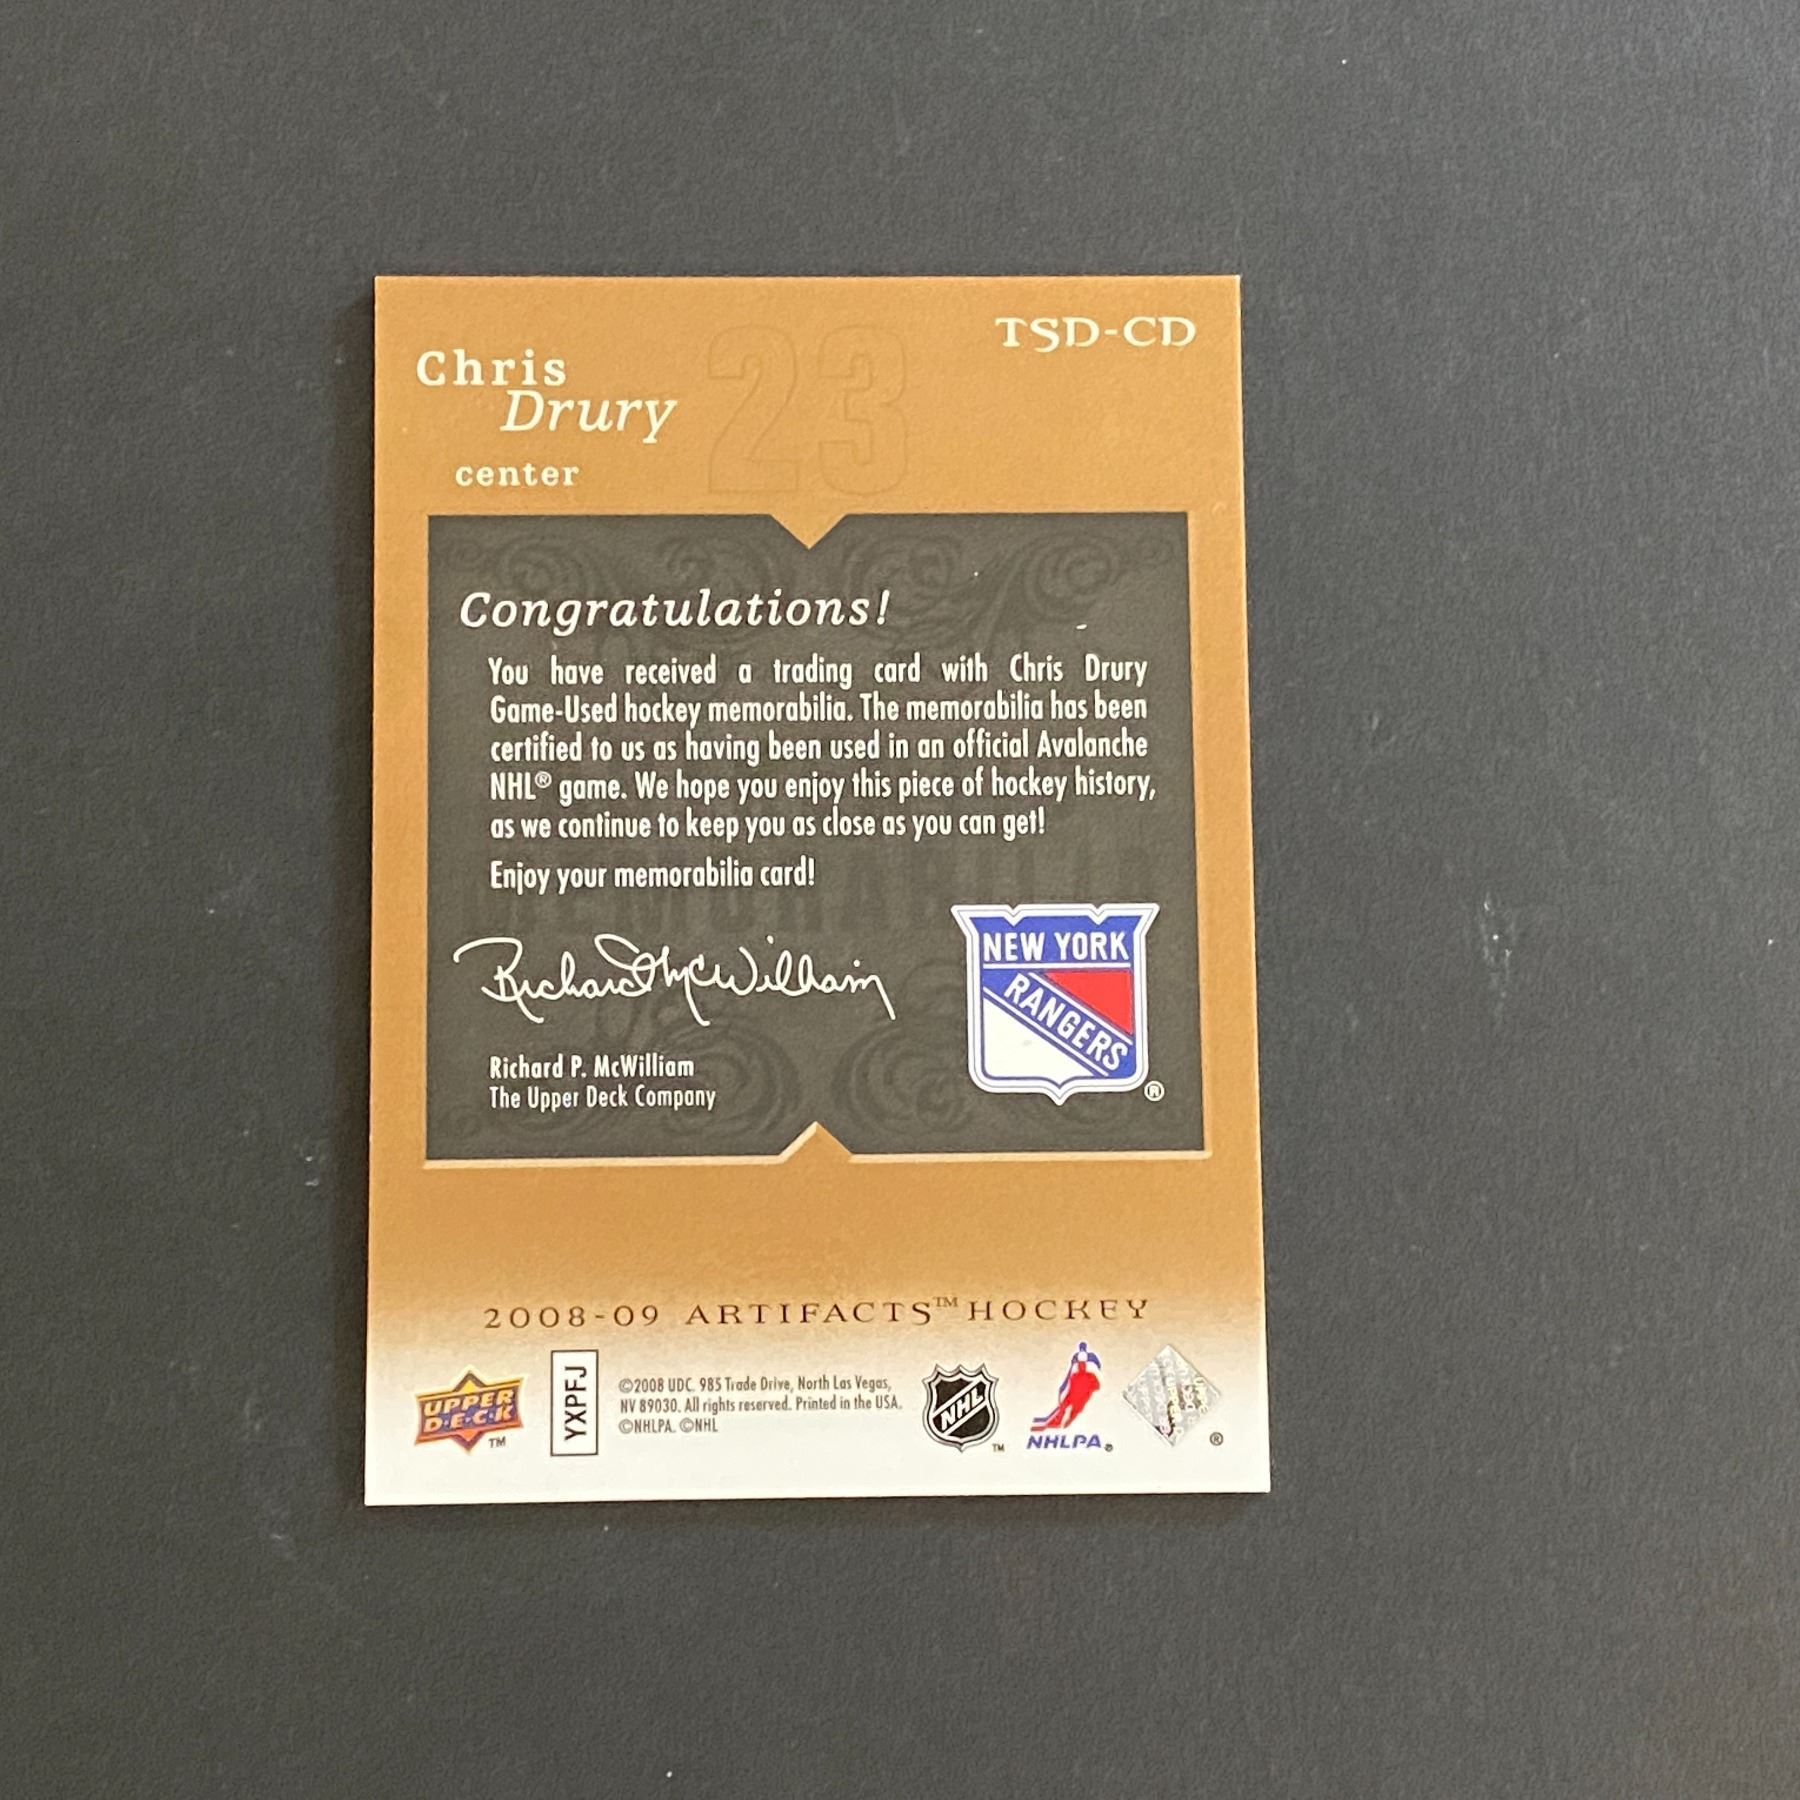 TSD-CD
Chris
Drury
23
center
Congratulations!
You have received a trading card with Chris Drury
Game-Used hockey memorabilia. The memorabilia has been
certified to us as having been used in an official Avalanche
NHL® game. We hope you enjoy this piece of hockey history,
as we continue to keep you as close as you can get!
Enjoy your memorabilia card!
Richard McWilliam
NEW YORK
RANGERS
®
Richard P. McWilliam
The Upper Deck Company
2008-09 ARTIFACTS™ HOCKEY
UPPER
D·E·C·K
TM
YXPFJ
©2008 UDC. 985 Trade Drive, North Las Vegas,
NV 89030. All rights reserved. Printed in the USA.
©NHLPA. ©NHL
NHL
TM
NHLPA®
®